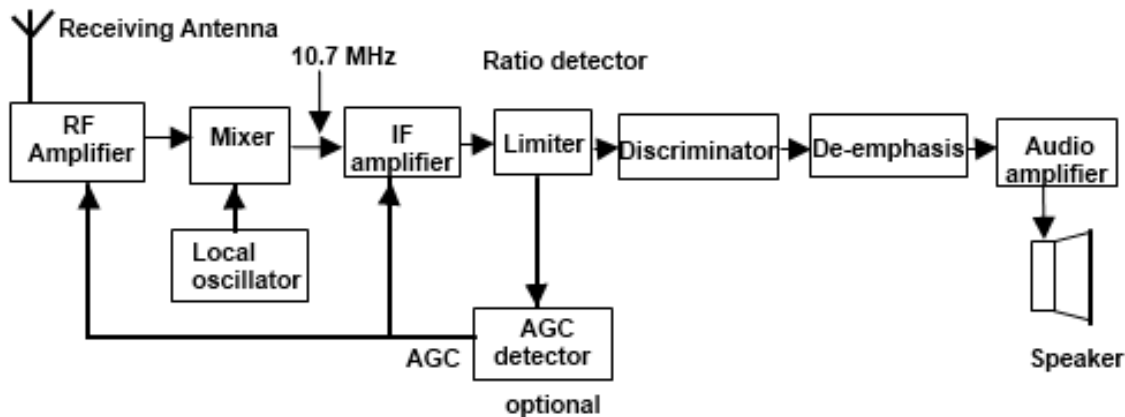 Receiving Antenna
10.7 MHz
Ratio detector
RF
Amplifier
Mixer
IF
amplifier
Limiter
Discriminator
De-emphasis
Audio
amplifier
Local
oscillator
AGC
AGC
detector
optional
Speaker